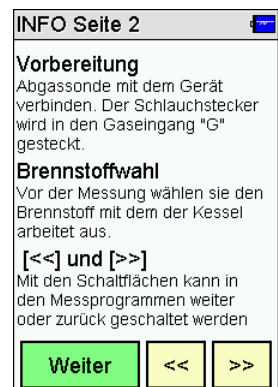 INFO Seite 2
Vorbereitung
Abgassonde mit dem Gerät
verbinden. Der Schlauchstecker
wird in den Gaseingang "G"
gesteckt.
Brennstoffwahl
Vor der Messung wählen sie den
Brennstoff mit dem der Kessel
arbeitet aus.
[<<] und [>>]
Mit den Schaltflächen kann in
den Messprogrammen weiter
oder zurück geschaltet werden
Weiter << >>